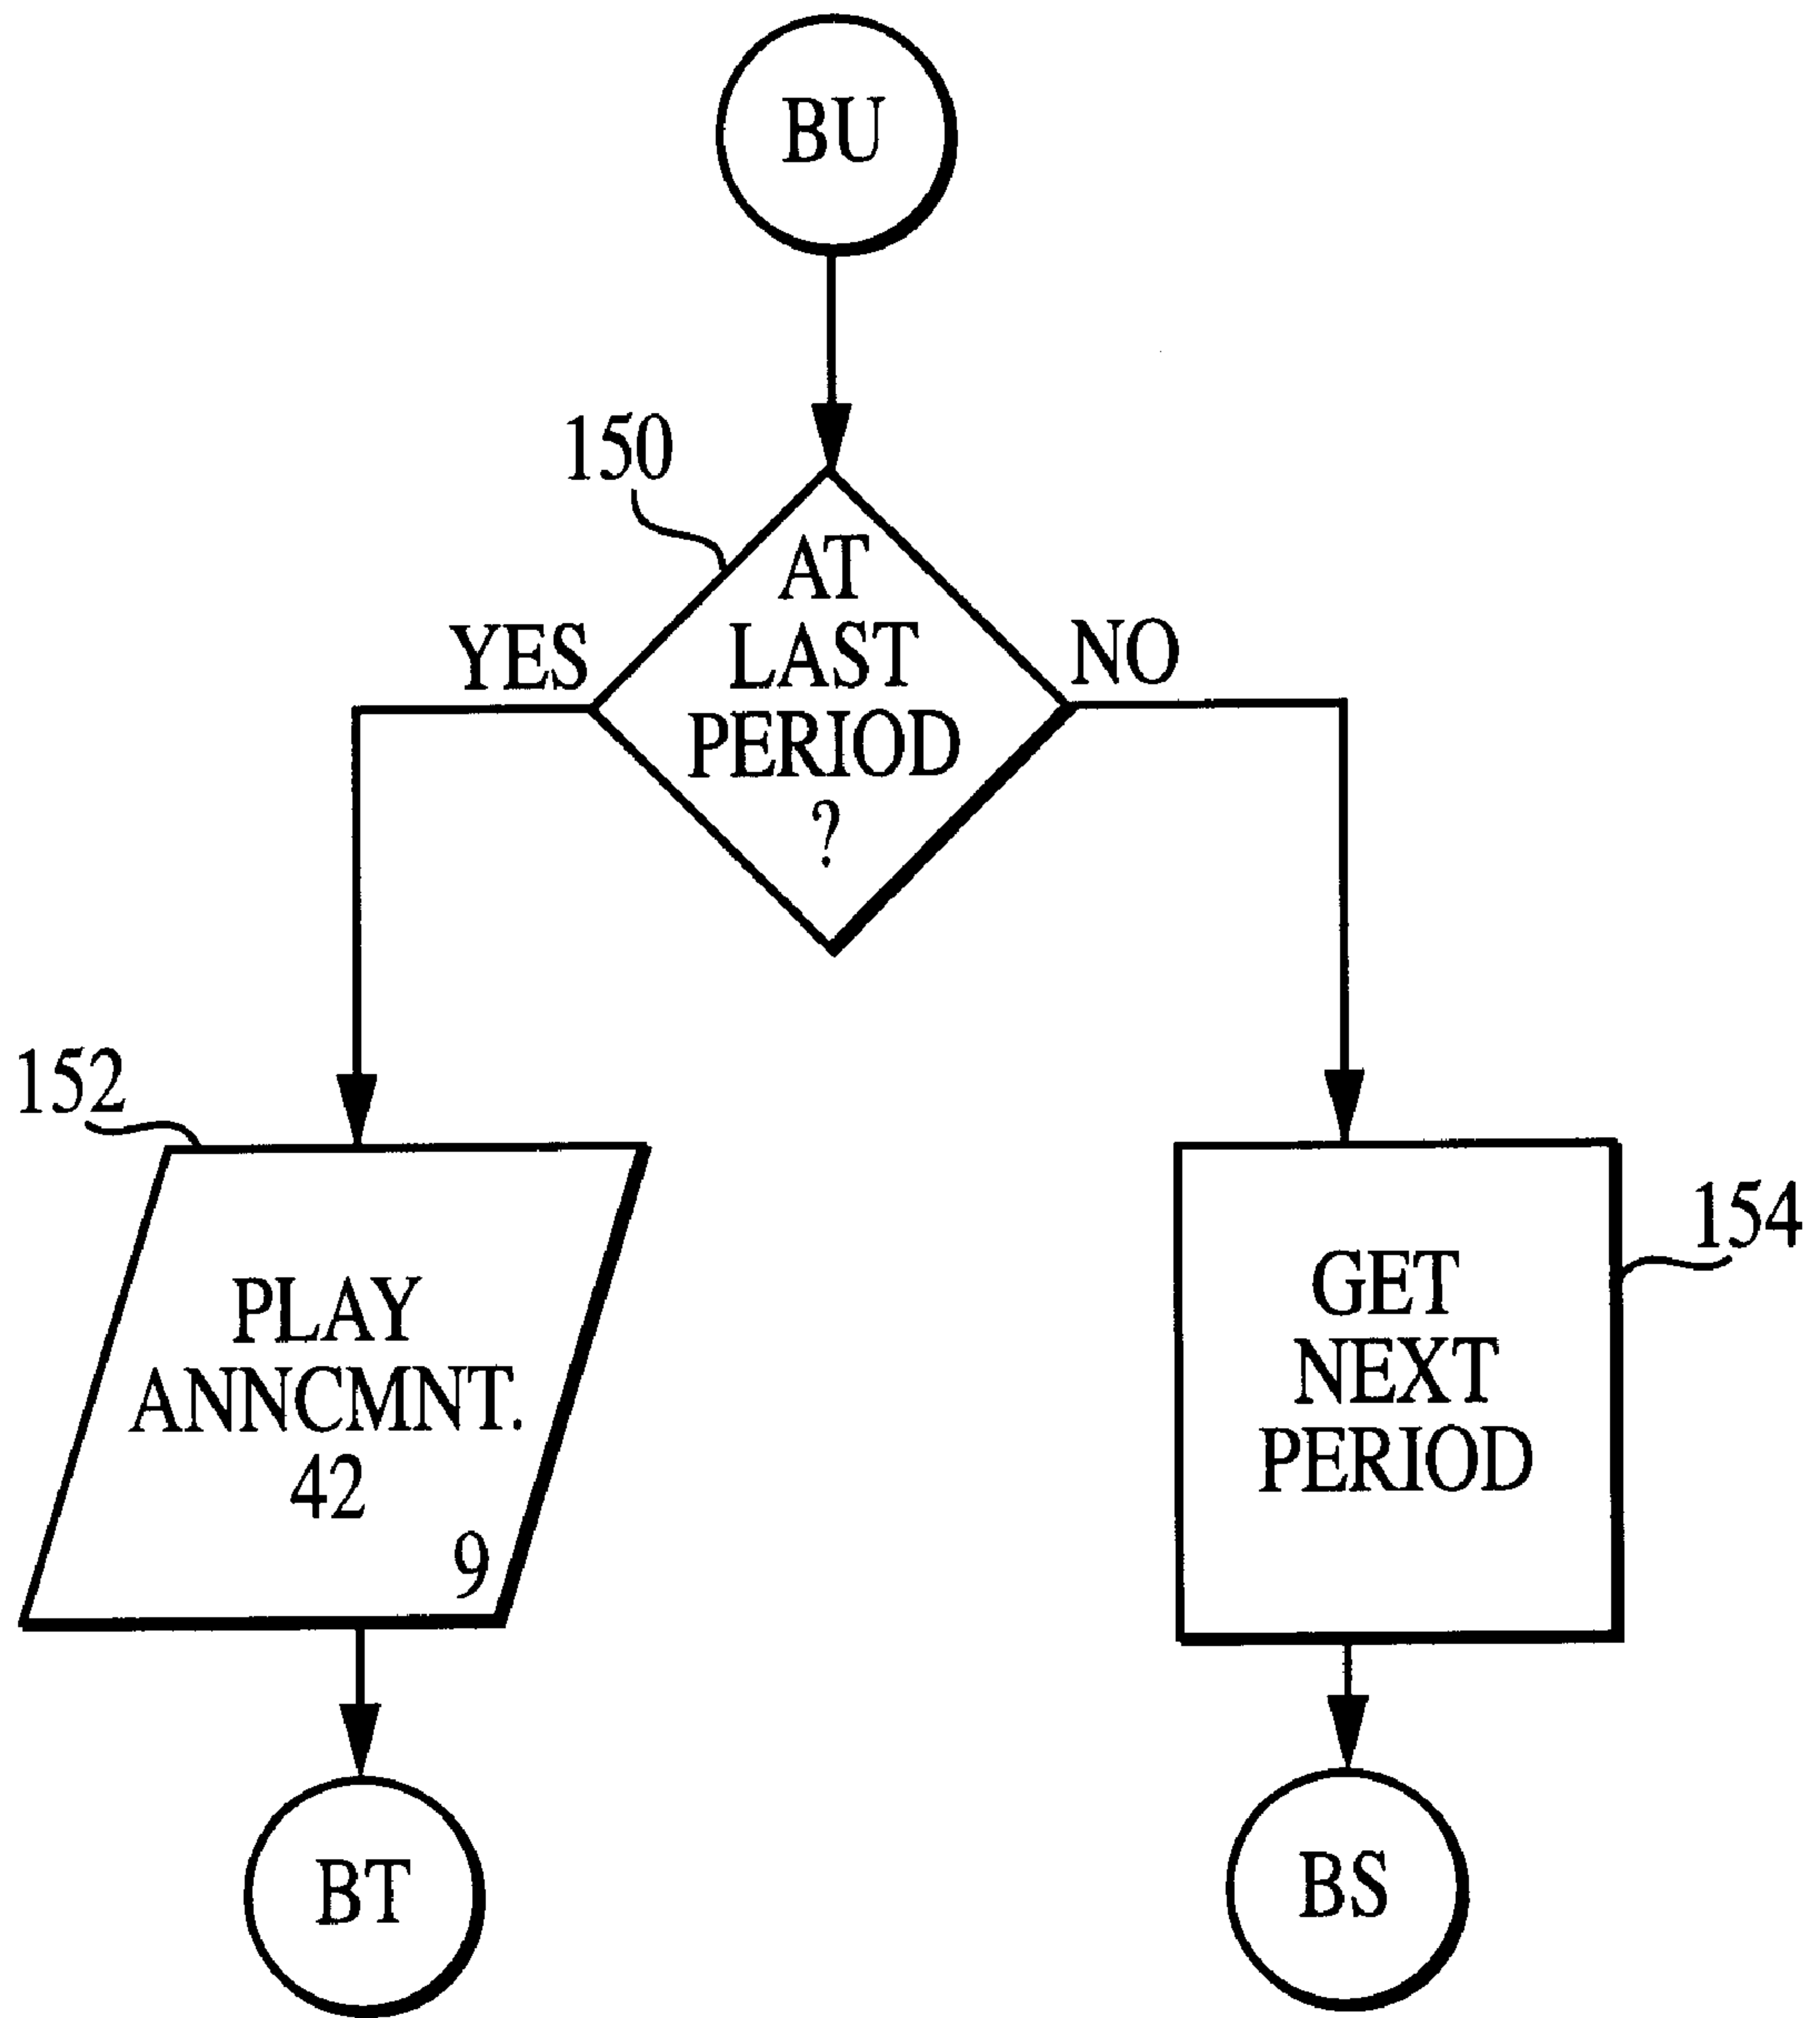 BU
150
AT
LAST
PERIOD
?
YES
NO
152
PLAY
ANNCMNT.
42
9
154
GET
NEXT
PERIOD
BT
BS